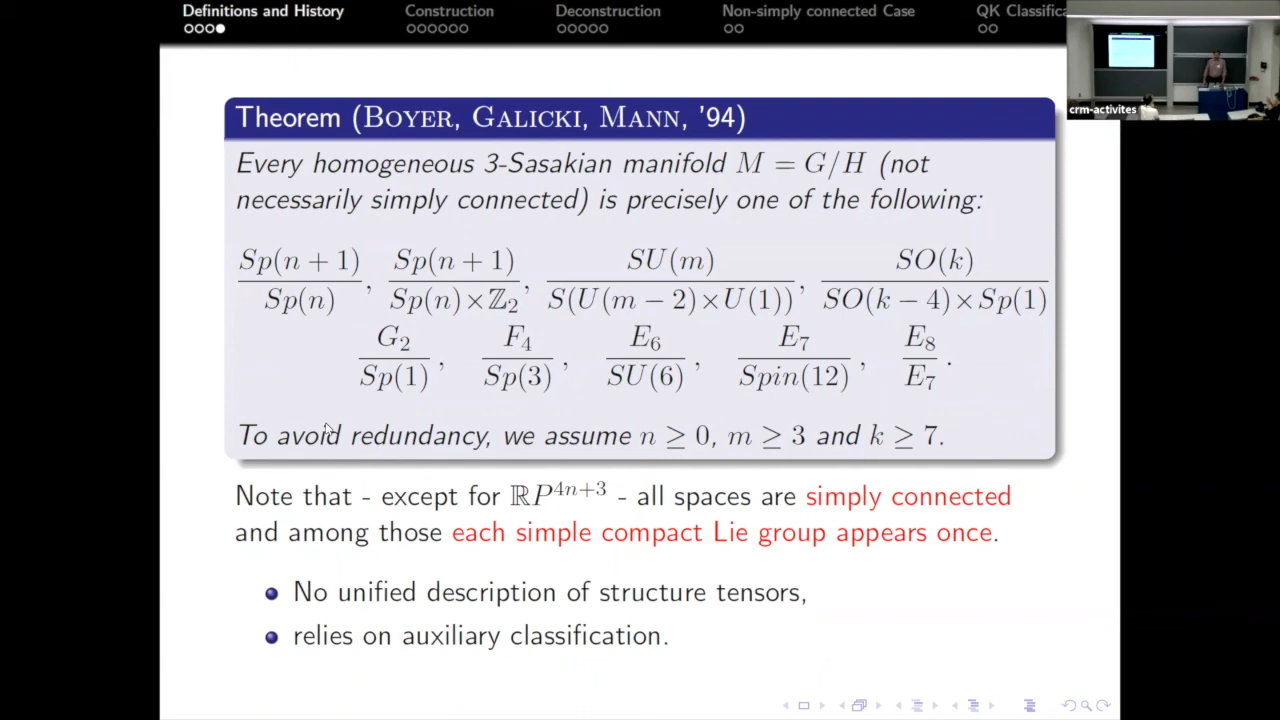 Definitions and History Construction Deconstruction Non-simply connected Case QK Classifica
crm-activites
Theorem (BOYER, GALICKI, MANN, '94)
Every homogeneous 3-Sasakian manifold M = G/H (not
necessarily simply connected) is precisely one of the following:
Sp(n + 1)/Sp(n), Sp(n + 1)/Sp(n) × ℤ₂, SU(m)/S(U(m − 2) × U(1)), SO(k)/SO(k − 4) × Sp(1)
G₂/Sp(1), F₄/Sp(3), E₆/SU(6), E₇/Spin(12), E₈/E₇.
To avoid redundancy, we assume n ≥ 0, m ≥ 3 and k ≥ 7.
Note that - except for ℝP⁴ⁿ⁺³ - all spaces are simply connected
and among those each simple compact Lie group appears once.
No unified description of structure tensors,
relies on auxiliary classification.